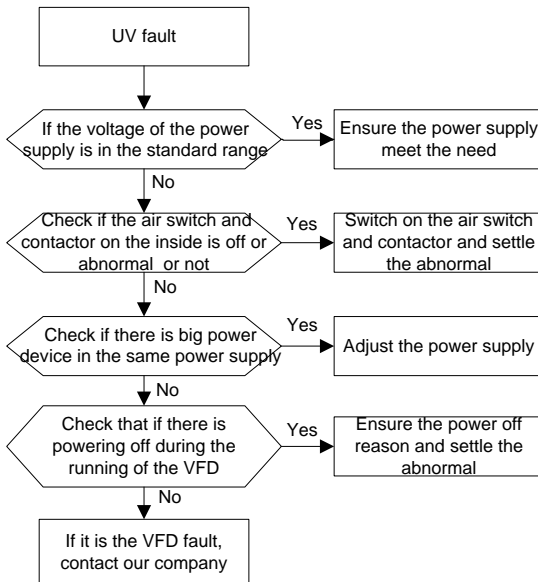 UV fault
If the voltage of the power
supply is in the standard range
Yes
Ensure the power supply
meet the need
No
Check if the air switch and
contactor on the inside is off or
abnormal or not
Yes
Switch on the air switch
and contactor and settle
the abnormal
No
Check if there is big power
device in the same power supply
Yes
Adjust the power supply
No
Check that if there is
powering off during the
running of the VFD
Yes
Ensure the power off
reason and settle the
abnormal
No
If it is the VFD fault,
contact our company